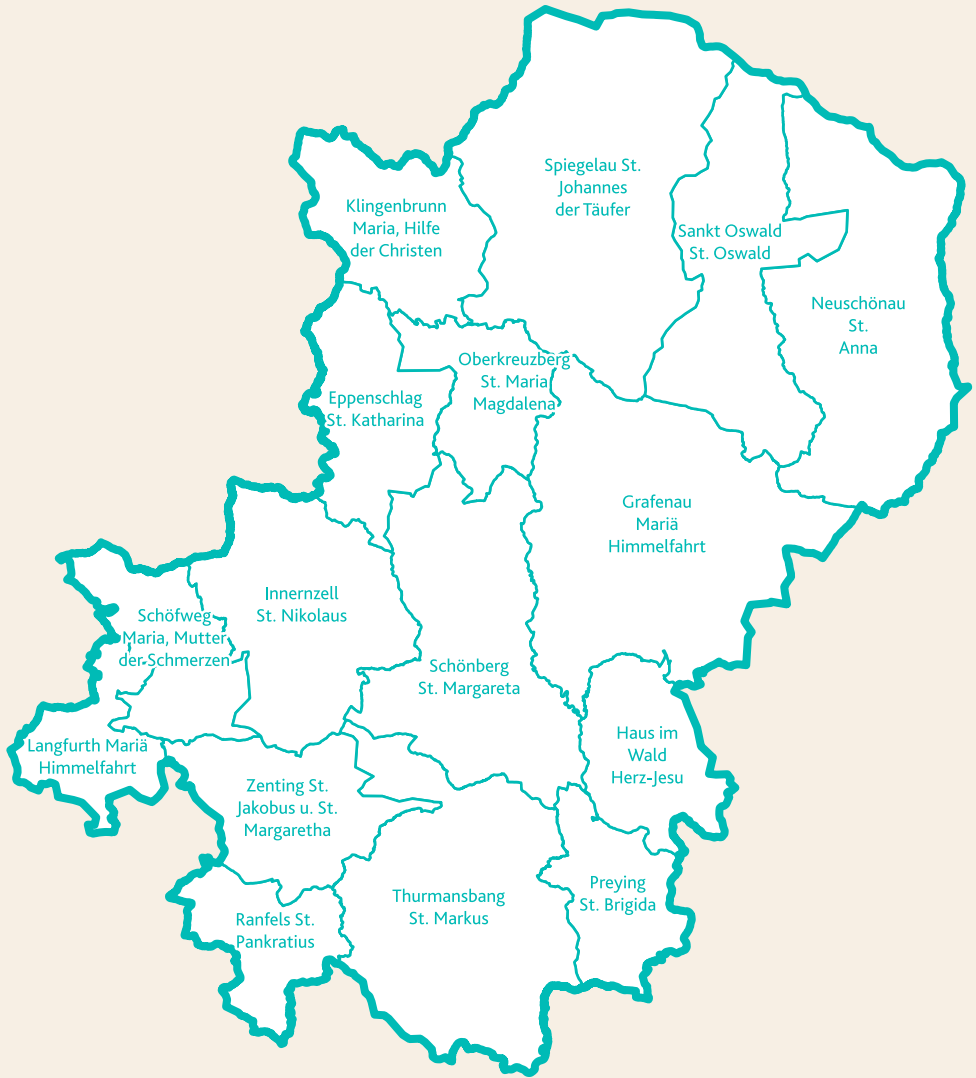 Spiegelau St.
Johannes
der Täufer
Klingenbrunn
Maria, Hilfe
der Christen
Sankt Oswald
St. Oswald
Neuschönau
St.
Anna
Oberkreuzberg
St. Maria
Magdalena
Eppenschlag
St. Katharina
Grafenau
Mariä
Himmelfahrt
Innernzell
St. Nikolaus
Schöfweg
Maria, Mutter
der Schmerzen
Schönberg
St. Margareta
Langfurth Mariä
Himmelfahrt
Haus im
Wald
Herz-Jesu
Zenting St.
Jakobus u. St.
Margaretha
Thurmansbang
St. Markus
Preying
St. Brigida
Ranfels St.
Pankratius